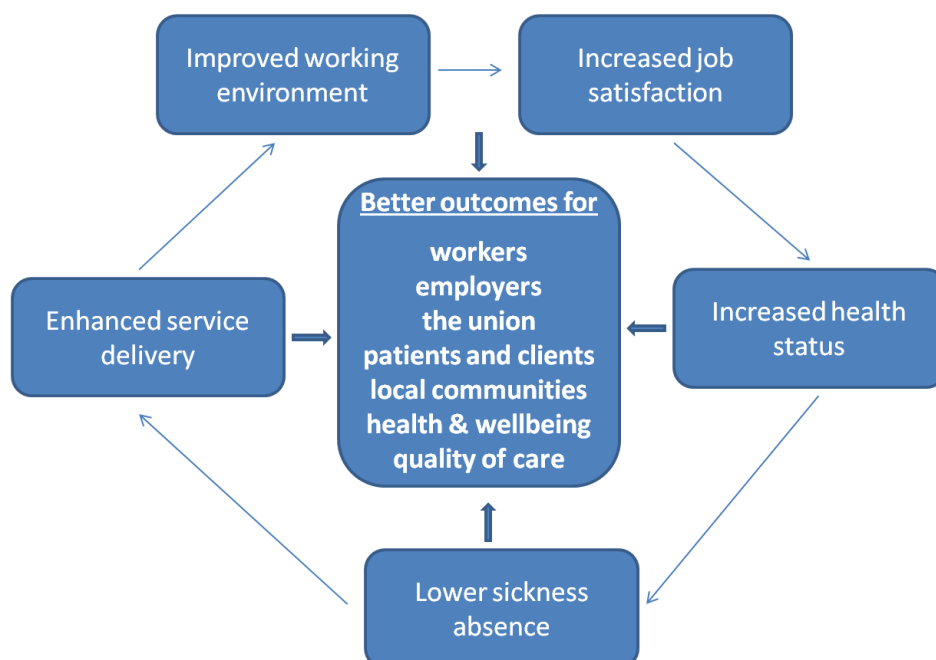 Improved working
environment
Increased job
satisfaction
Better outcomes for
workers
employers
the union
patients and clients
local communities
health & wellbeing
quality of care
Enhanced service
delivery
Increased health
status
Lower sickness
absence